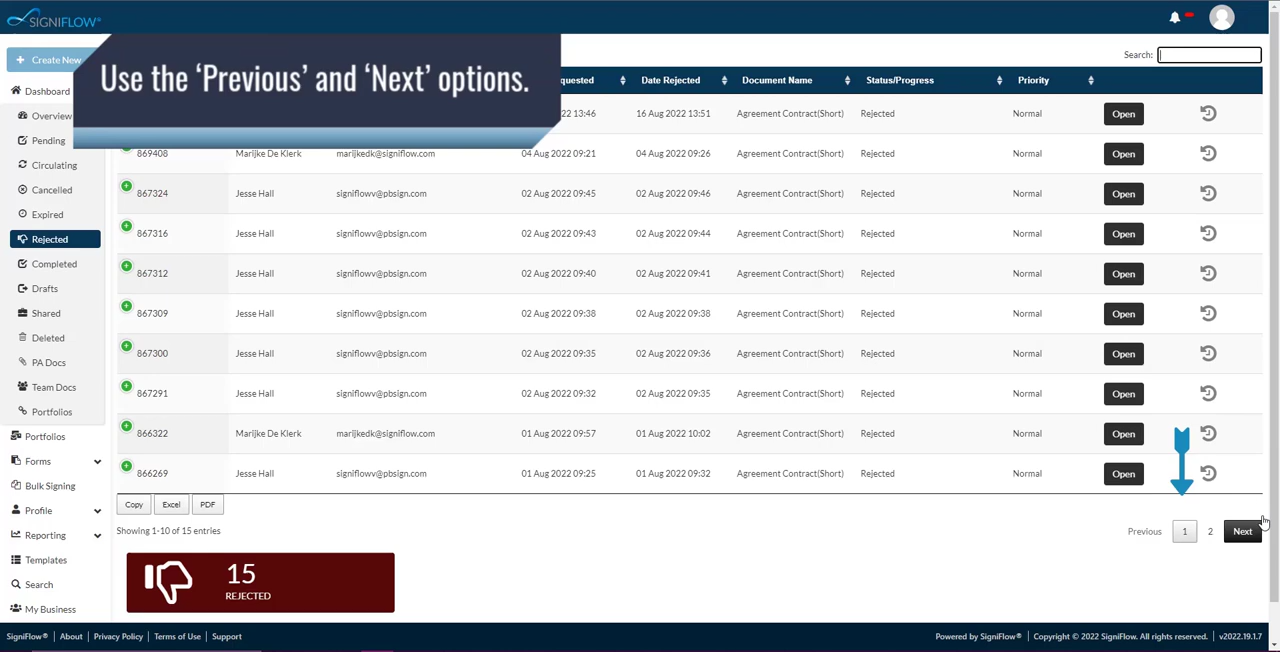 SIGNIFLOW®
Create New
Use the ‘Previous’ and ‘Next’ options.
Search:
quested Date Rejected Document Name Status/Progress Priority
2 13:46 16 Aug 2022 13:51 Agreement Contract(Short) Rejected Normal Open
869408 Marijke De Klerk marijkedk@signiflow.com 04 Aug 2022 09:21 04 Aug 2022 09:26 Agreement Contract(Short) Rejected Normal Open
867324 Jesse Hall signiflowv@pbsign.com 02 Aug 2022 09:45 02 Aug 2022 09:46 Agreement Contract(Short) Rejected Normal Open
867316 Jesse Hall signiflowv@pbsign.com 02 Aug 2022 09:43 02 Aug 2022 09:44 Agreement Contract(Short) Rejected Normal Open
867312 Jesse Hall signiflowv@pbsign.com 02 Aug 2022 09:40 02 Aug 2022 09:41 Agreement Contract(Short) Rejected Normal Open
867309 Jesse Hall signiflowv@pbsign.com 02 Aug 2022 09:38 02 Aug 2022 09:38 Agreement Contract(Short) Rejected Normal Open
867300 Jesse Hall signiflowv@pbsign.com 02 Aug 2022 09:35 02 Aug 2022 09:36 Agreement Contract(Short) Rejected Normal Open
867291 Jesse Hall signiflowv@pbsign.com 02 Aug 2022 09:32 02 Aug 2022 09:35 Agreement Contract(Short) Rejected Normal Open
866322 Marijke De Klerk marijkedk@signiflow.com 01 Aug 2022 09:57 01 Aug 2022 10:02 Agreement Contract(Short) Rejected Normal Open
866269 Jesse Hall signiflowv@pbsign.com 01 Aug 2022 09:25 01 Aug 2022 09:32 Agreement Contract(Short) Rejected Normal Open
Copy Excel PDF
Showing 1-10 of 15 entries
Previous 1 2 Next
15
REJECTED
Dashboard
Overview
Pending
Circulating
Cancelled
Expired
Rejected
Completed
Drafts
Shared
Deleted
PA Docs
Team Docs
Portfolios
Portfolios
Forms
Bulk Signing
Profile
Reporting
Templates
Search
My Business
SigniFlow® | About | Privacy Policy | Terms of Use | Support
Powered by SigniFlow® | Copyright © 2022 SigniFlow. All rights reserved. | v2022.19.1.7